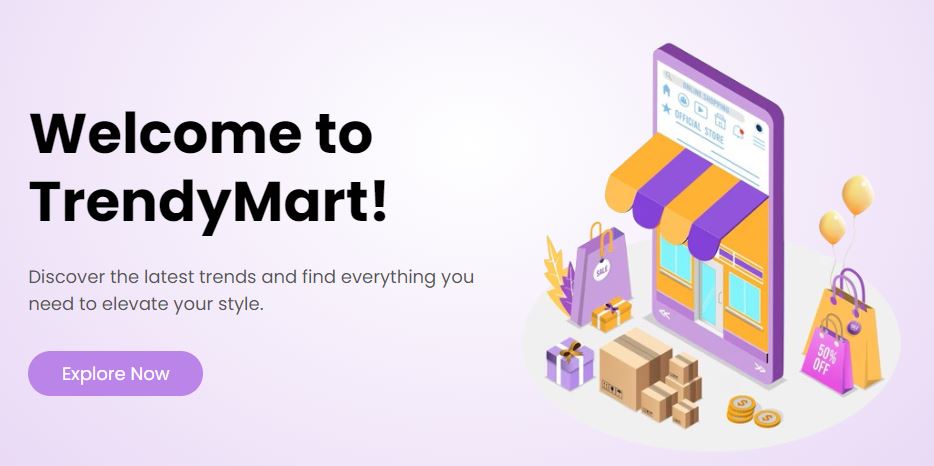 Welcome to
TrendyMart!
Discover the latest trends and find everything you
need to elevate your style.
Explore Now
ONLINE SHOPPING
OFFICIAL STORE
SALE
50%
OFF